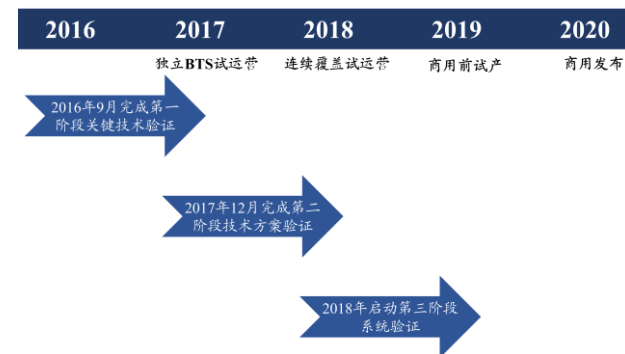 2016 2017 2018 2019 2020
独立BTS试运营 连续覆盖试运营 商用前试产 商用发布
2016年9月完成第一
阶段关键技术验证
2017年12月完成第二
阶段技术方案验证
2018年启动第三阶段
系统验证